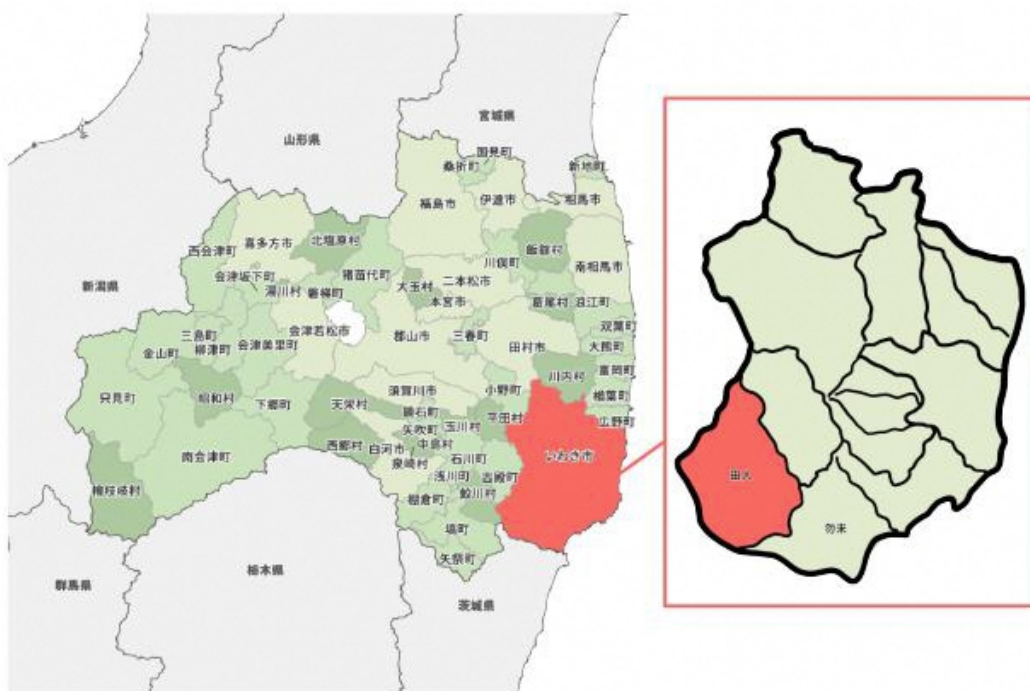 宮城県
山形県
国見町
桑折町
新地町
福島市
伊達市
相馬市
喜多方市
北塩原村
西会津町
飯舘村
川俣町
南相馬市
会津坂下町
猪苗代町
二本松市
新潟県
湯川村
磐梯町
大玉村
本宮市
葛尾村
浪江町
会津若松市
双葉町
三島町
郡山市
三春町
田村市
大熊町
金山町
柳津町
会津美里町
富岡町
川内村
只見町
昭和村
下郷町
天栄村
須賀川市
小野町
楢葉町
鏡石町
平田村
広野町
矢吹町
玉川村
西郷村
白河市
中島村
いわき市
南会津町
泉崎村
石川町
浅川町
古殿町
檜枝岐村
棚倉町
鮫川村
塙町
矢祭町
群馬県
栃木県
茨城県
田人
勿来